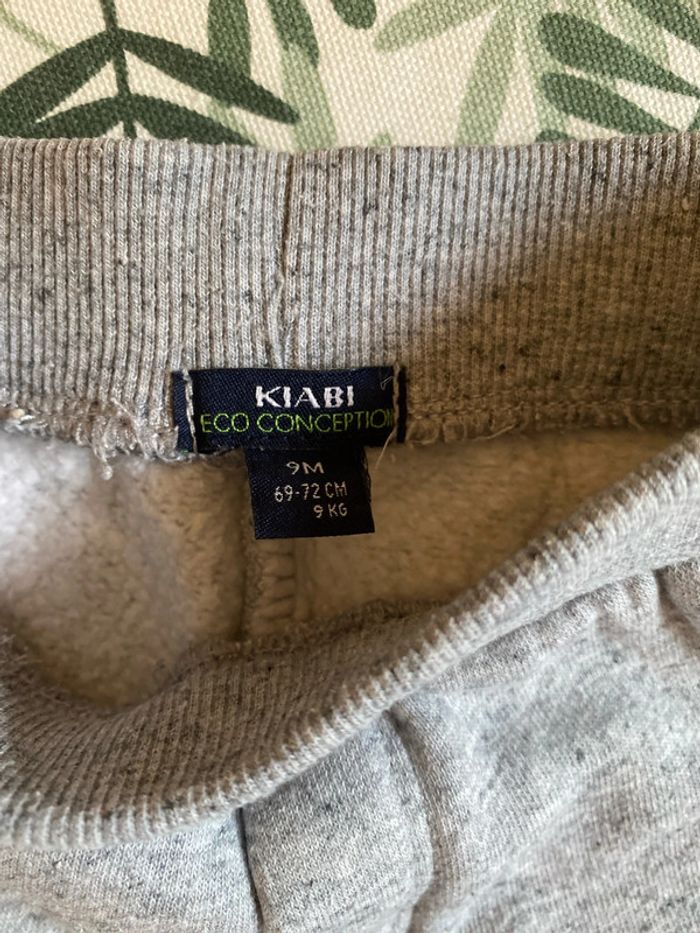 KIABI
ECO CONCEPTION
9M
69-72 CM
9 KG